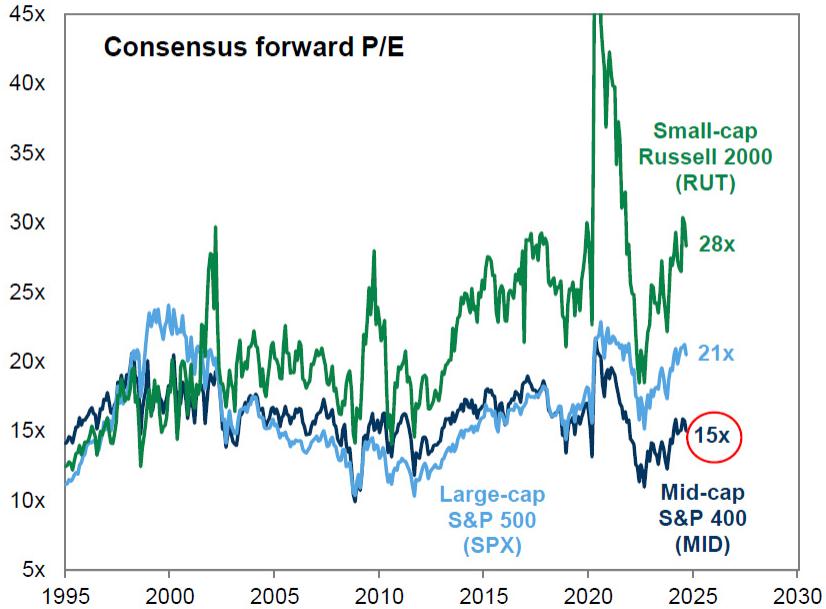 45x
Consensus forward P/E
40x
35x
Small-cap
Russell 2000
(RUT)
30x
28x
25x
20x
21x
15x
15x
10x
Large-cap
S&P 500
(SPX)
Mid-cap
S&P 400
(MID)
5x
1995 2000 2005 2010 2015 2020 2025 2030